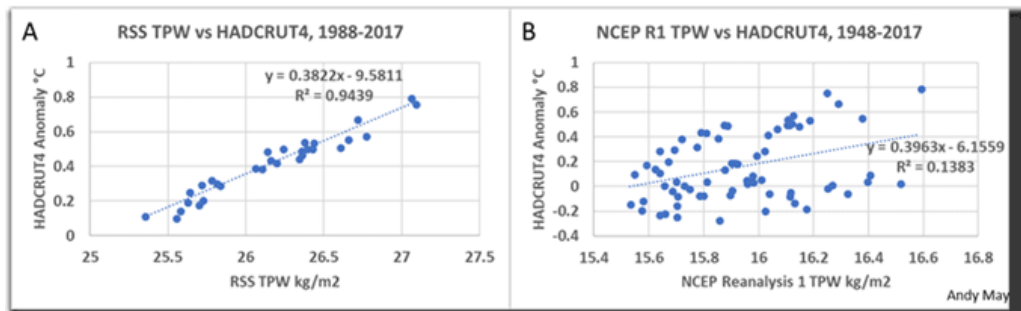 A
RSS TPW vs HADCRUT4, 1988-2017
y = 0.3822x - 9.5811
R² = 0.9439
HADCRUT4 Anomaly °C
1
0.8
0.6
0.4
0.2
0
25
25.5
26
26.5
27
27.5
RSS TPW kg/m2
B
NCEP R1 TPW vs HADCRUT4, 1948-2017
HADCRUT4 Anomaly °C
1
0.8
0.6
0.4
0.2
0
-0.2
-0.4
y = 0.3963x - 6.1559
R² = 0.1383
15.4
15.6
15.8
16
16.2
16.4
16.6
16.8
NCEP Reanalysis 1 TPW kg/m2
Andy May